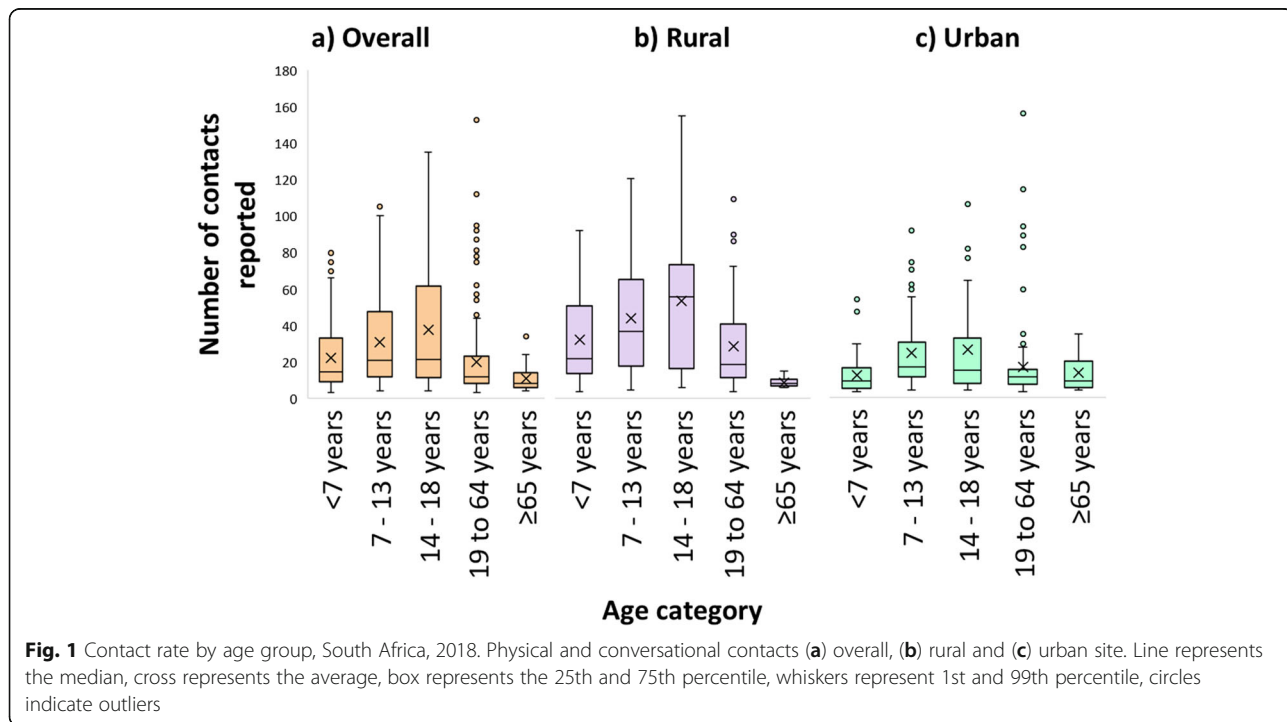 a) Overall
b) Rural
c) Urban
Number of contacts
reported
180
160
140
120
100
80
60
40
20
0
<7 years
7 - 13 years
14 - 18 years
19 to 64 years
≥65 years
<7 years
7 - 13 years
14 - 18 years
19 to 64 years
≥65 years
<7 years
7 - 13 years
14 - 18 years
19 to 64 years
≥65 years
Age category
Fig. 1 Contact rate by age group, South Africa, 2018. Physical and conversational contacts (a) overall, (b) rural and (c) urban site. Line represents
the median, cross represents the average, box represents the 25th and 75th percentile, whiskers represent 1st and 99th percentile, circles
indicate outliers